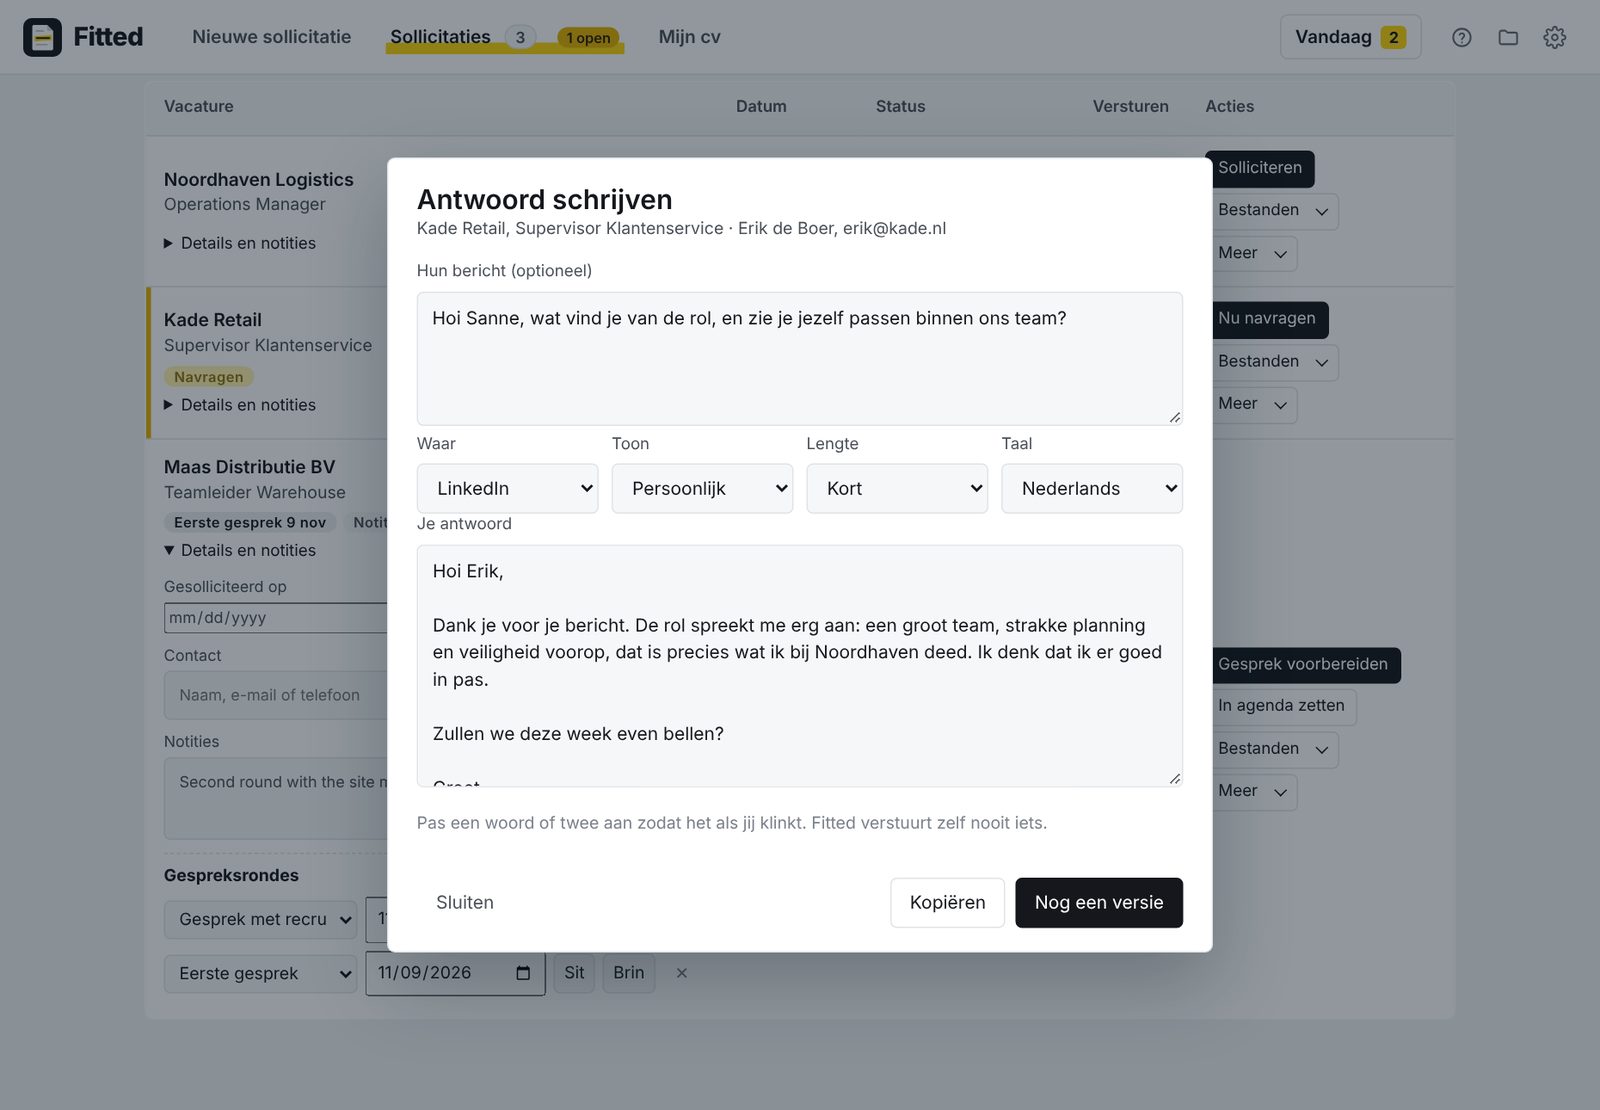 Fitted
Nieuwe sollicitatie
Sollicitaties 3 1 open
Mijn cv
Vandaag 2
Vacature Datum Status Versturen Acties
Noordhaven Logistics
Operations Manager
Details en notities
Solliciteren
Bestanden
Meer
Kade Retail
Supervisor Klantenservice
Navragen
Details en notities
Nu navragen
Bestanden
Meer
Maas Distributie BV
Teamleider Warehouse
Eerste gesprek 9 nov
Details en notities
Gesolliciteerd op
mm/dd/yyyy
Contact
Naam, e-mail of telefoon
Notities
Second round with the site
Gesprek voorbereiden
In agenda zetten
Bestanden
Meer
Gespreksrondes
Gesprek met recru
Eerste gesprek 11/09/2026 Sit Brin ×
Antwoord schrijven
Kade Retail, Supervisor Klantenservice · Erik de Boer, erik@kade.nl
Hun bericht (optioneel)
Hoi Sanne, wat vind je van de rol, en zie je jezelf passen binnen ons team?
Waar Toon Lengte Taal
LinkedIn Persoonlijk Kort Nederlands
Je antwoord
Hoi Erik,
Dank je voor je bericht. De rol spreekt me erg aan: een groot team, strakke planning
en veiligheid voorop, dat is precies wat ik bij Noordhaven deed. Ik denk dat ik er goed
in pas.
Zullen we deze week even bellen?
Pas een woord of twee aan zodat het als jij klinkt. Fitted verstuurt zelf nooit iets.
Sluiten Kopiëren Nog een versie